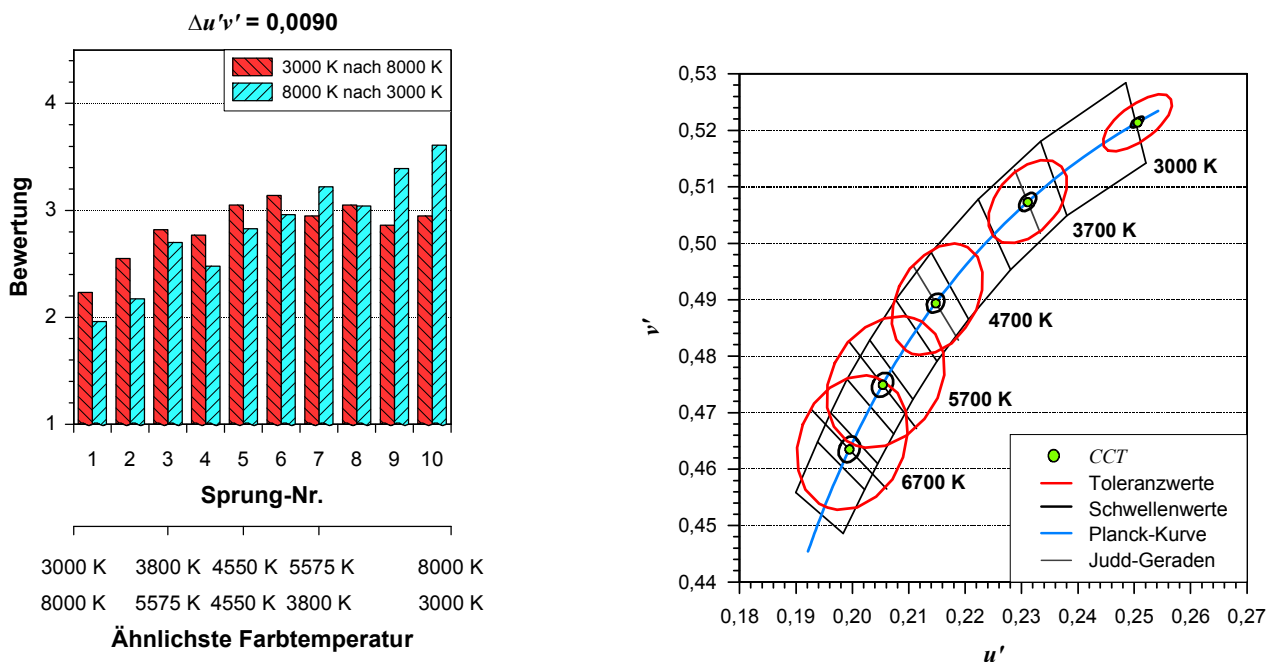 Δu'v' = 0,0090
3000 K nach 8000 K
8000 K nach 3000 K
4
3
2
1
Bewertung
1 2 3 4 5 6 7 8 9 10
Sprung-Nr.
3000 K 3800 K 4550 K 5575 K 8000 K
8000 K 5575 K 4550 K 3800 K 3000 K
Ähnlichste Farbtemperatur
0,53
0,52
0,51
0,50
0,49
0,48
0,47
0,46
0,45
0,44
v'
3000 K
3700 K
4700 K
5700 K
6700 K
CCT
Toleranzwerte
Schwellenwerte
Planck-Kurve
Judd-Geraden
0,18 0,19 0,20 0,21 0,22 0,23 0,24 0,25 0,26 0,27
u'